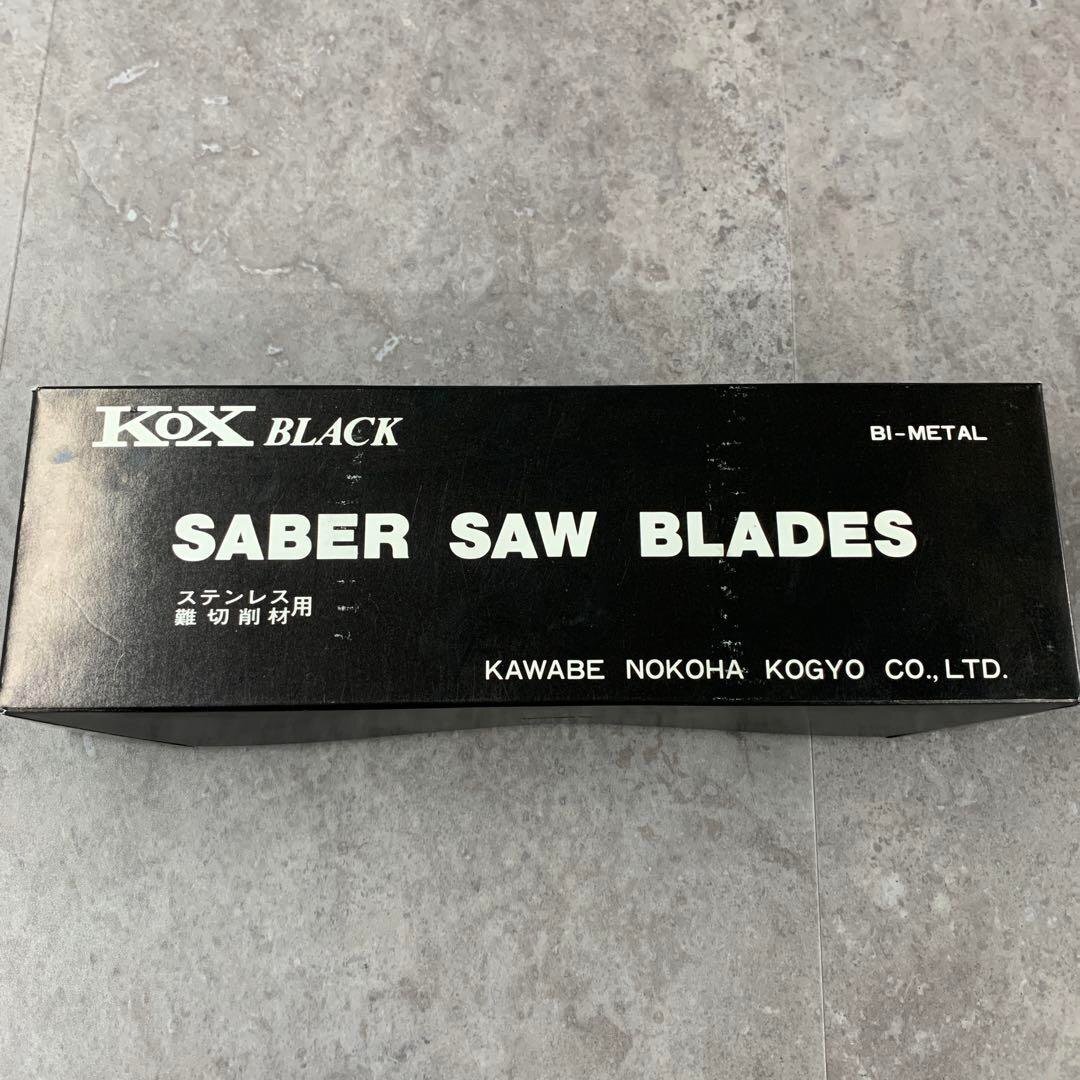 KOX BLACK
BI-METAL
SABER SAW BLADES
ステンレス
難切削材用
KAWABE NOKOHA KOGYO CO.,LTD.